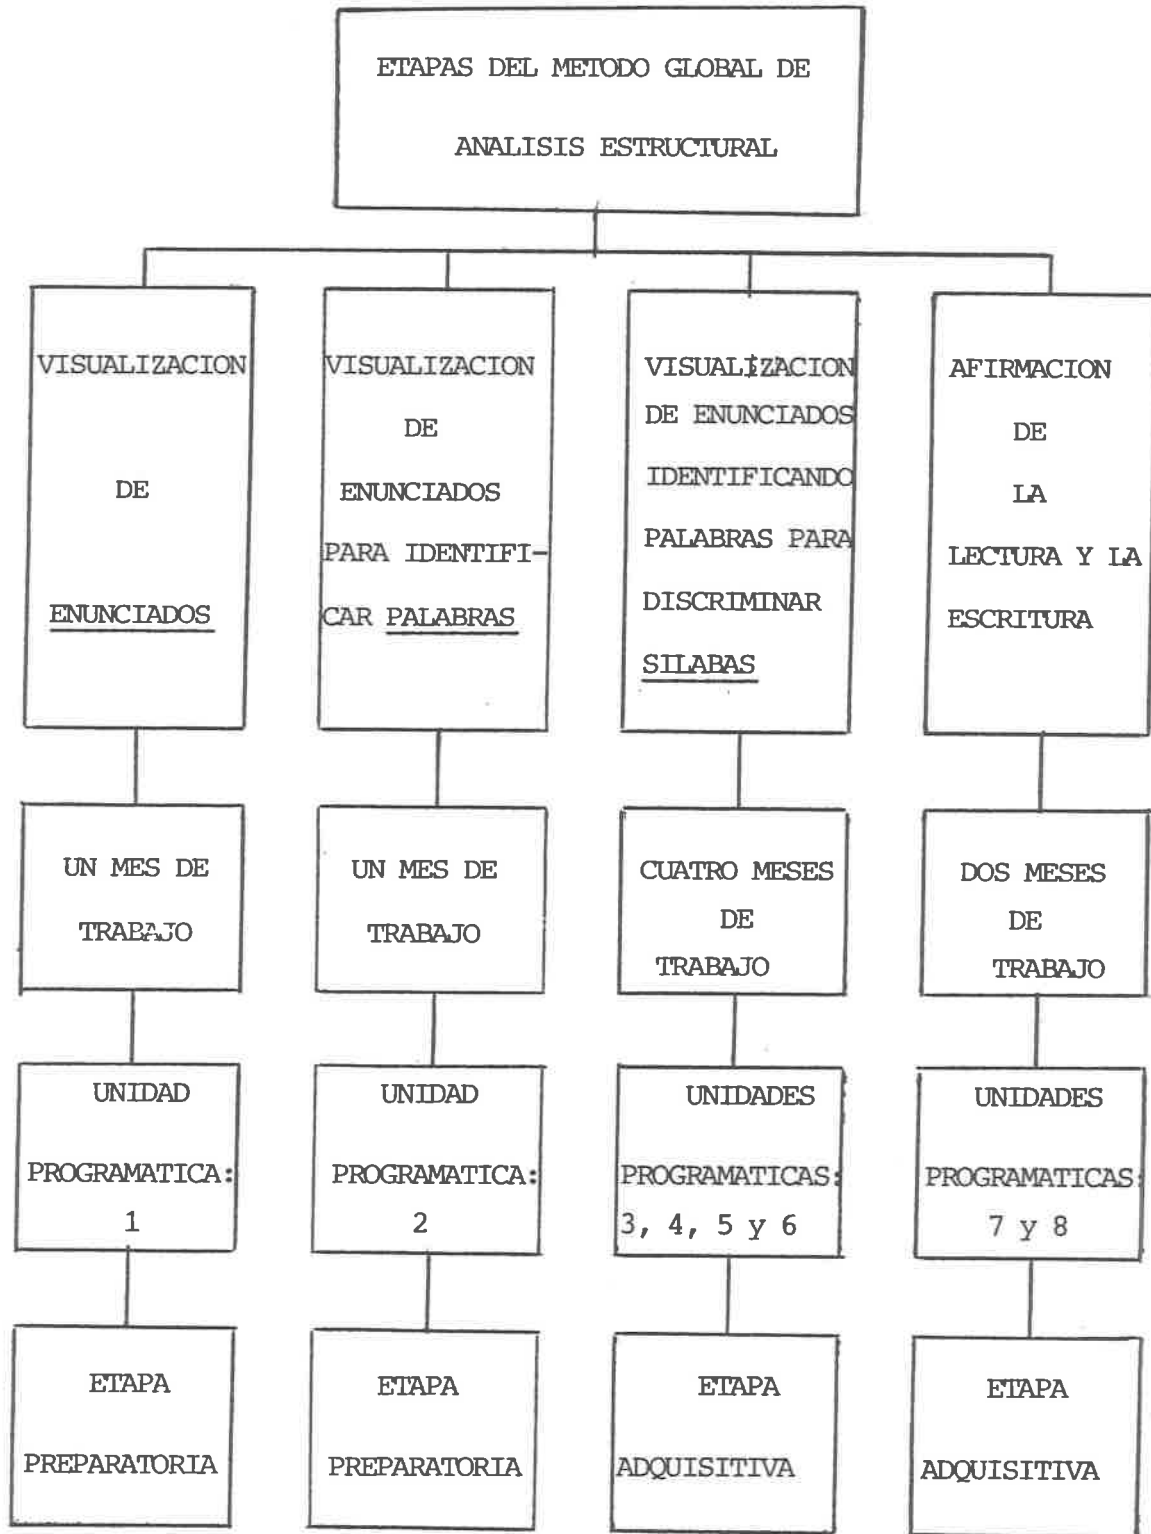 ETAPAS DEL METODO GLOBAL DE
ANALISIS ESTRUCTURAL
VISUALIZACION
DE
ENUNCIADOS
VISUALIZACION
DE
ENUNCIADOS
PARA IDENTIFI-
CAR PALABRAS
VISUALIZACION
DE ENUNCIADOS
IDENTIFICANDO
PALABRAS PARA
DISCRIMINAR
SILABAS
AFIRMACION
DE
LA
LECTURA Y LA
ESCRITURA
UN MES DE
TRABAJO
UN MES DE
TRABAJO
CUATRO MESES
DE
TRABAJO
DOS MESES
DE
TRABAJO
UNIDAD
PROGRAMATICA:
1
UNIDAD
PROGRAMATICA:
2
UNIDADES
PROGRAMATICAS:
3, 4, 5 y 6
UNIDADES
PROGRAMATICAS:
7 y 8
ETAPA
PREPARATORIA
ETAPA
PREPARATORIA
ETAPA
ADQUISITIVA
ETAPA
ADQUISITIVA